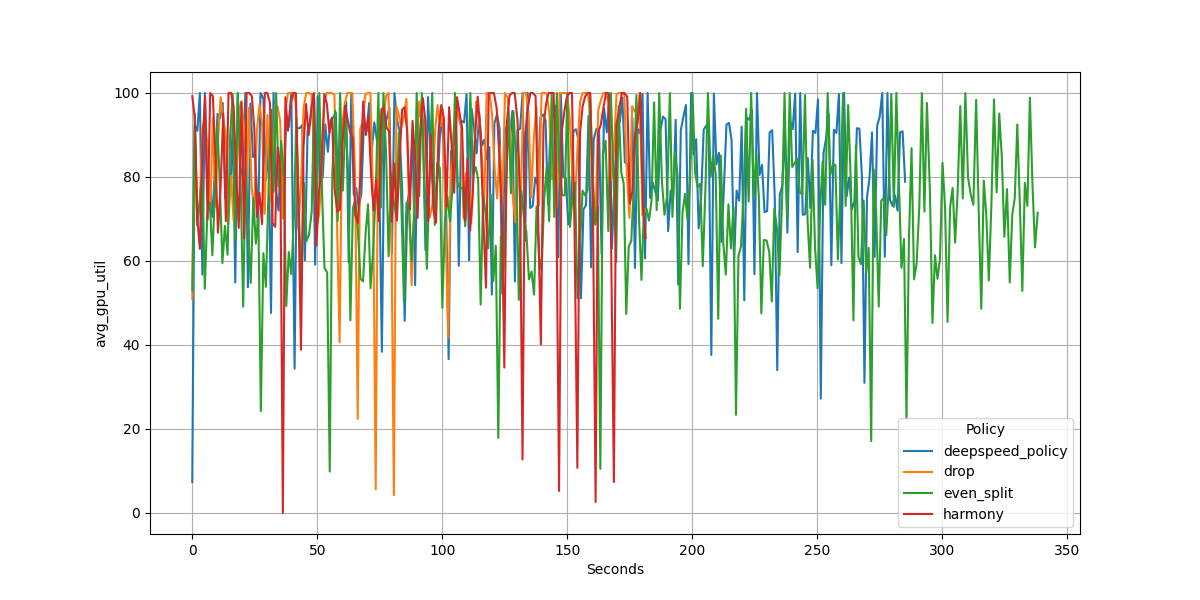 avg_gpu_util
100
80
60
40
20
0
0 50 100 150 200 250 300 350
Seconds
Policy
deepspeed_policy
drop
even_split
harmony